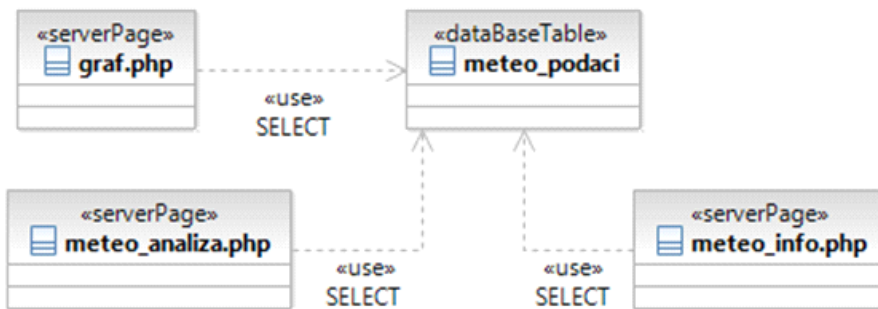 «serverPage»
graf.php
«dataBaseTable»
meteo_podaci
«use»
SELECT
«serverPage»
meteo_analiza.php
«use»
SELECT
«use»
SELECT
«serverPage»
meteo_info.php